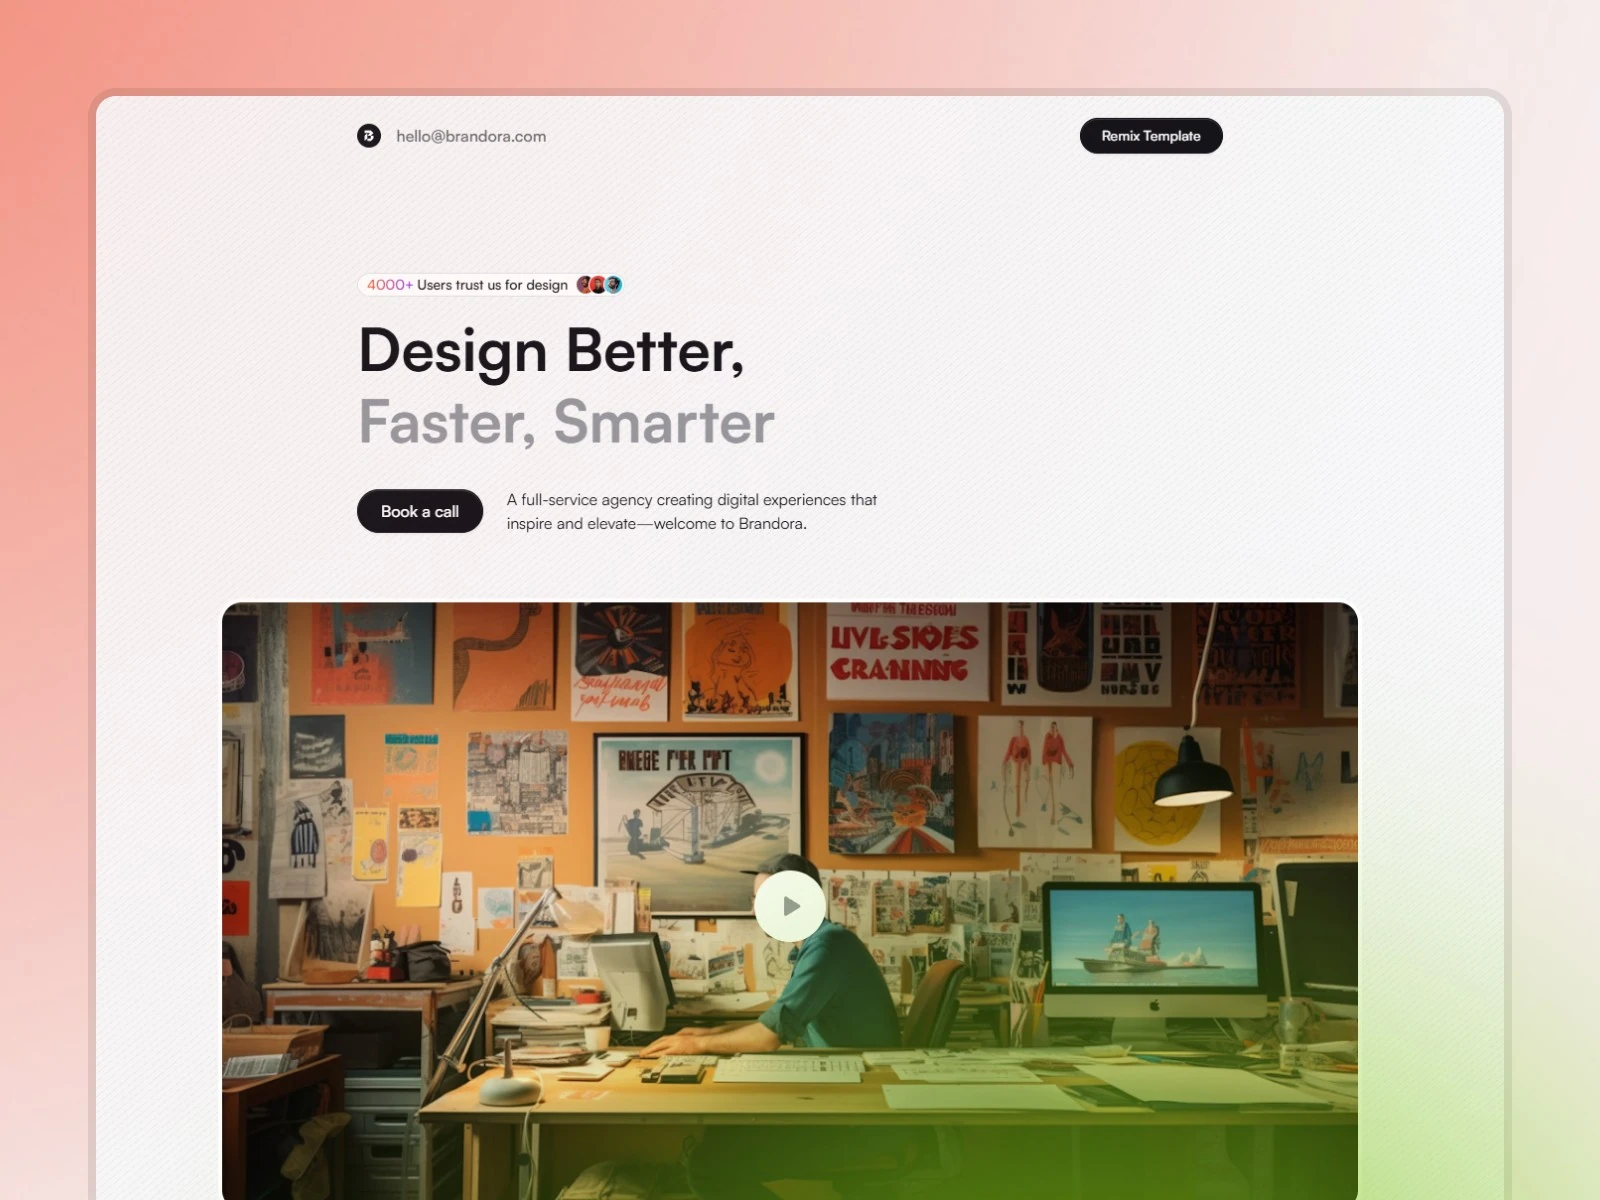 hello@brandora.com
Remix Template
4000+ Users trust us for design
Design Better,
Faster, Smarter
Book a call
A full-service agency creating digital experiences that
inspire and elevate—welcome to Brandora.
CRANNNG